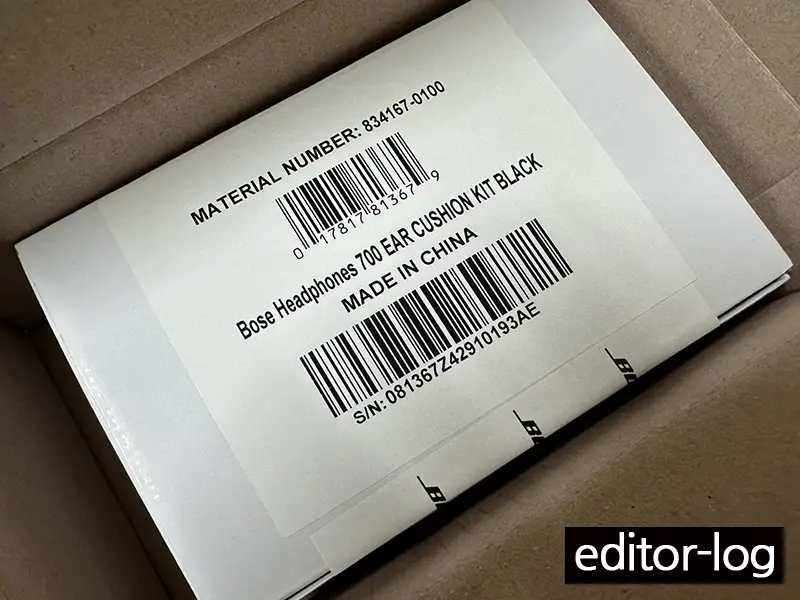 MATERIAL NUMBER: 834167-0100
0 17817 81367 9
Bose Headphones 700 EAR CUSHION KIT BLACK
MADE IN CHINA
S/N: 081367Z42910193AE
editor-log